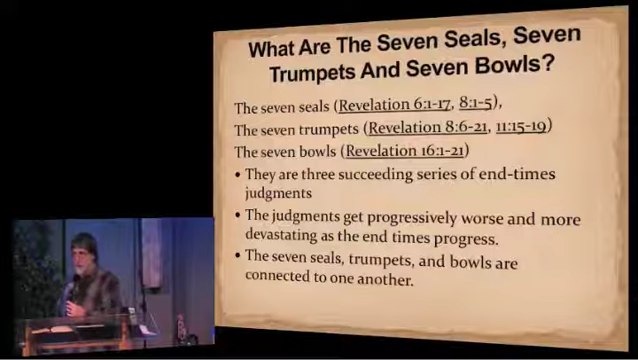 What Are The Seven Seals, Seven
Trumpets And Seven Bowls?
The seven seals (Revelation 6:1-17, 8:1-5),
The seven trumpets (Revelation 8:6-21, 11:15-19)
The seven bowls (Revelation 16:1-21)
• They are three succeeding series of end-times
judgments
• The judgments get progressively worse and more
devastating as the end times progress.
• The seven seals, trumpets, and bowls are
connected to one another.